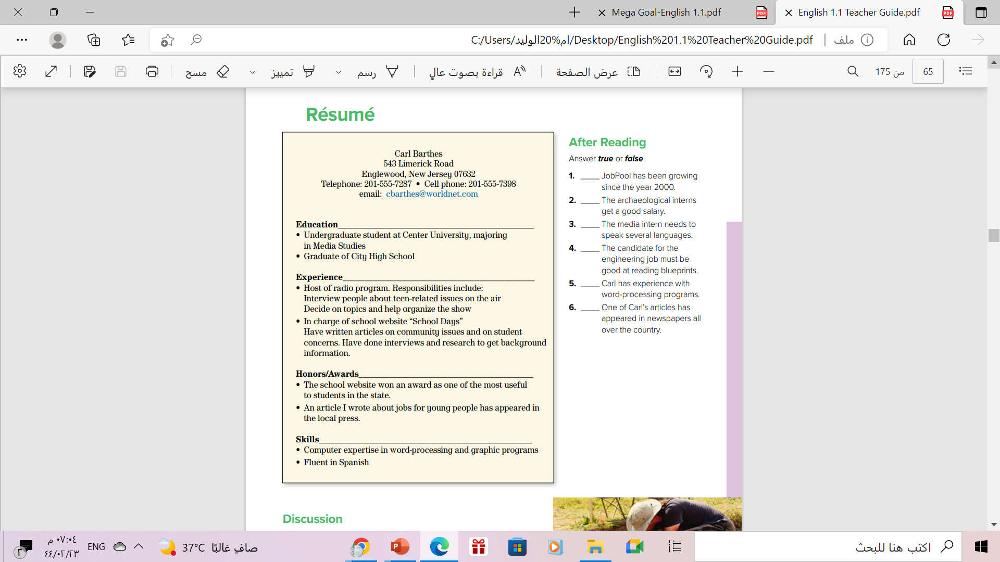 Mega Goal-English 1.1.pdf
English 1.1 Teacher Guide.pdf
C:/Users/ام%20الوليد/Desktop/English%201.1%20Teacher%20Guide.pdf
ملف
مسح
تمييز
رسم
قراءة بصوت عالٍ
عرض الصفحة
من 175
65
Résumé
Carl Barthes
543 Limerick Road
Englewood, New Jersey 07632
Telephone: 201-555-7287 • Cell phone: 201-555-7398
email: cbarthes@worldnet.com
Education
• Undergraduate student at Center University, majoring
in Media Studies
• Graduate of City High School
Experience
• Host of radio program. Responsibilities include:
Interview people about teen-related issues on the air
Decide on topics and help organize the show
• In charge of school website “School Days”
Have written articles on community issues and on student
concerns. Have done interviews and research to get background
information.
Honors/Awards
• The school website won an award as one of the most useful
to students in the state.
• An article I wrote about jobs for young people has appeared in
the local press.
Skills
• Computer expertise in word-processing and graphic programs
• Fluent in Spanish
After Reading
Answer true or false.
1. ____ JobPool has been growing
since the year 2000.
2. ____ The archaeological interns
get a good salary.
3. ____ The media intern needs to
speak several languages.
4. ____ The candidate for the
engineering job must be
good at reading blueprints.
5. ____ Carl has experience with
word-processing programs.
6. ____ One of Carl’s articles has
appeared in newspapers all
over the country.
Discussion
٠٧:٠٤ م
٤٤/٠٢/٢٣
٢
ENG
37°C صافٍ غالبًا
اكتب هنا للبحث